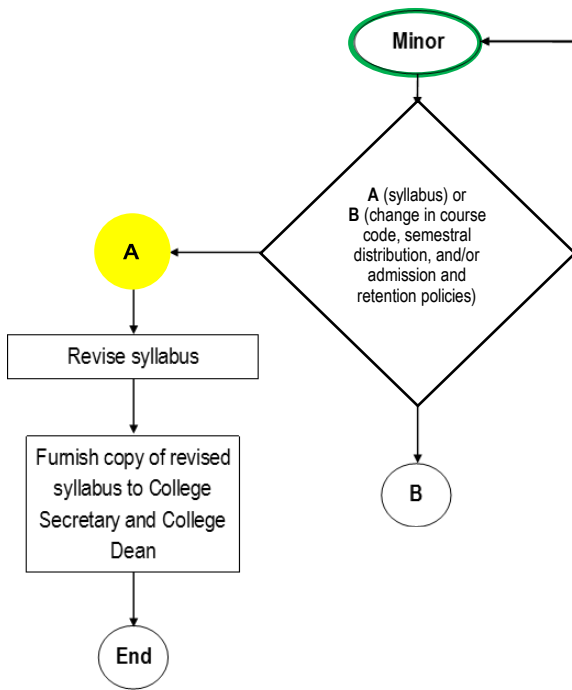 Minor
A (syllabus) or
B (change in course
code, semestral
distribution, and/or
admission and
retention policies)
A
Revise syllabus
Furnish copy of revised
syllabus to College
Secretary and College
Dean
B
End